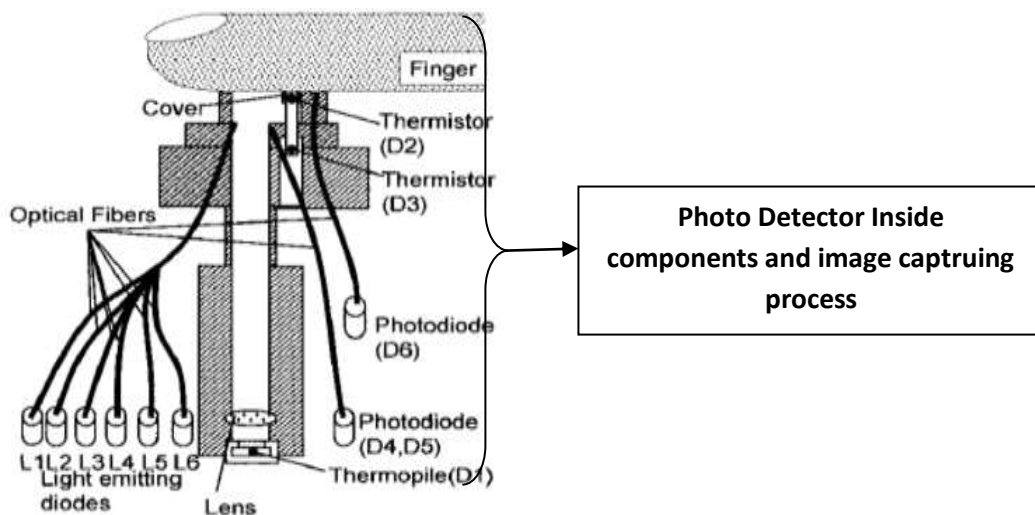 Finger
Cover
Thermistor
(D2)
Thermistor
(D3)
Optical Fibers
Photodiode
(D6)
Photodiode
(D4,D5)
L1 L2 L3 L4 L5 L6
Light emitting
diodes
Thermopile(D1)
Lens
Photo Detector Inside
components and image captruing
process